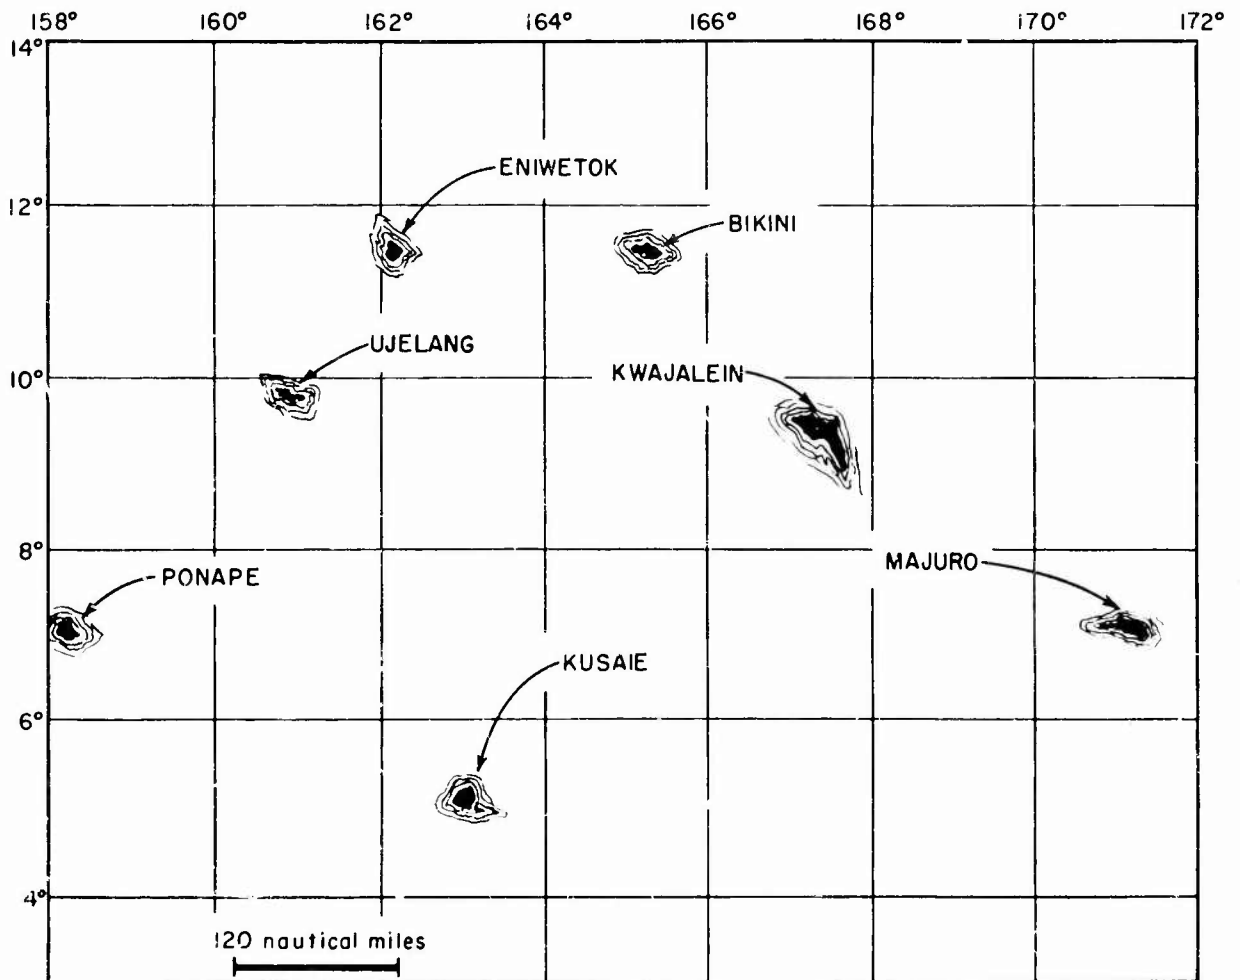 158° 160° 162° 164° 166° 168° 170° 172°
14°
ENIWETOK
12°
BIKINI
UJELANG
10°
KWAJALEIN
8°
MAJURO
PONAPE
KUSAIE
6°
4°
120 nautical miles